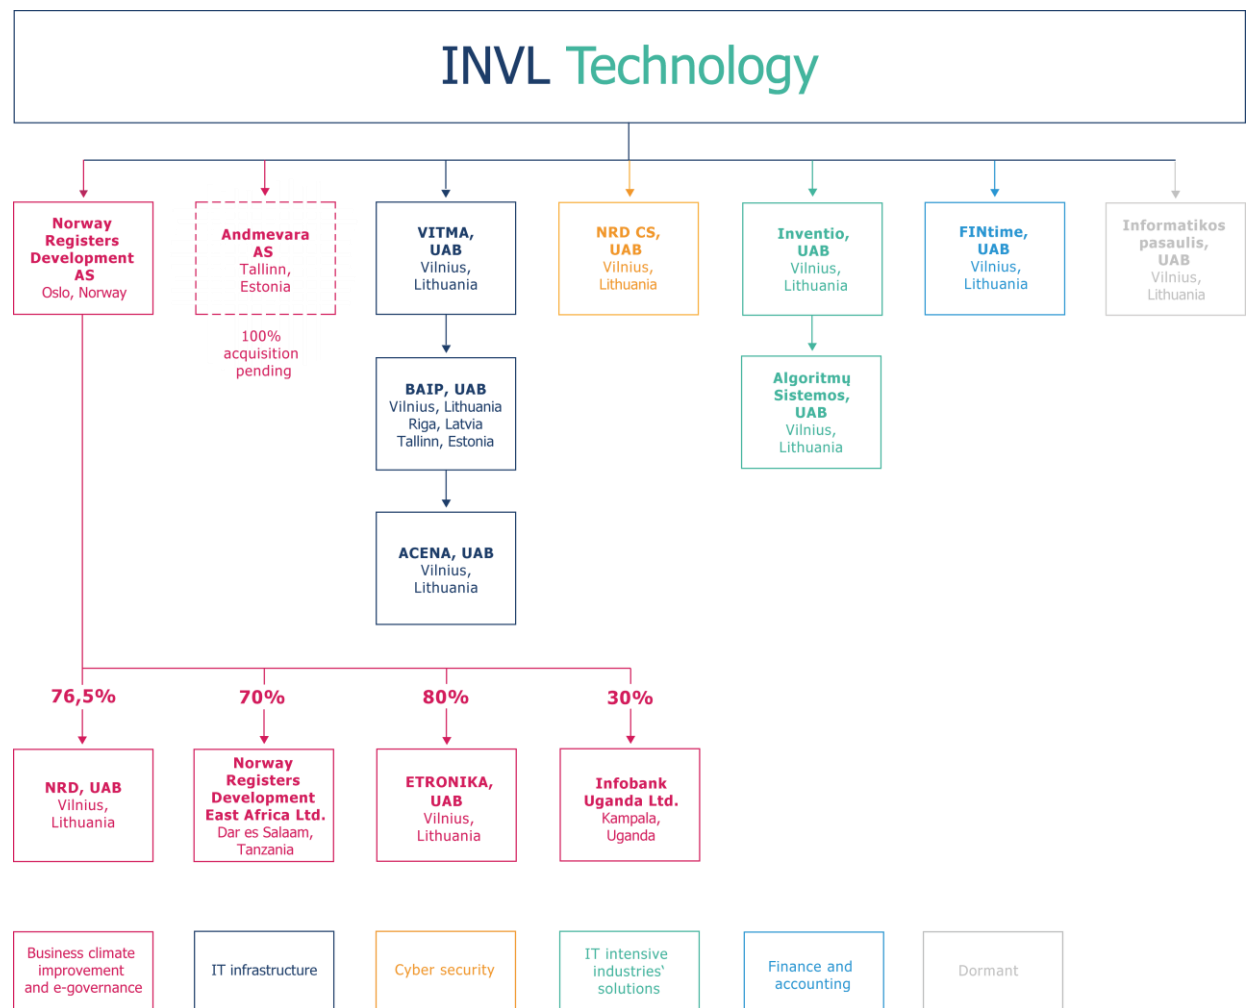 INVL Technology
Norway
Registers
Development
AS
Oslo, Norway
Andmevara
AS
Tallinn,
Estonia
100%
acquisition
pending
VITMA,
UAB
Vilnius,
Lithuania
NRD CS,
UAB
Vilnius,
Lithuania
Inventio,
UAB
Vilnius,
Lithuania
FINtime,
UAB
Vilnius,
Lithuania
Informatikos
pasaulis,
UAB
Vilnius,
Lithuania
BAIP, UAB
Vilnius, Lithuania
Riga, Latvia
Tallinn, Estonia
Algoritmų
Sistemos,
UAB
Vilnius,
Lithuania
ACENA, UAB
Vilnius,
Lithuania
76,5%
70%
80%
30%
NRD, UAB
Vilnius,
Lithuania
Norway
Registers
Development
East Africa Ltd.
Dar es Salaam,
Tanzania
ETRONIKA,
UAB
Vilnius,
Lithuania
Infobank
Uganda Ltd.
Kampala,
Uganda
Business climate
improvement
and e-governance
IT infrastructure
Cyber security
IT intensive
industries‘
solutions
Finance and
accounting
Dormant